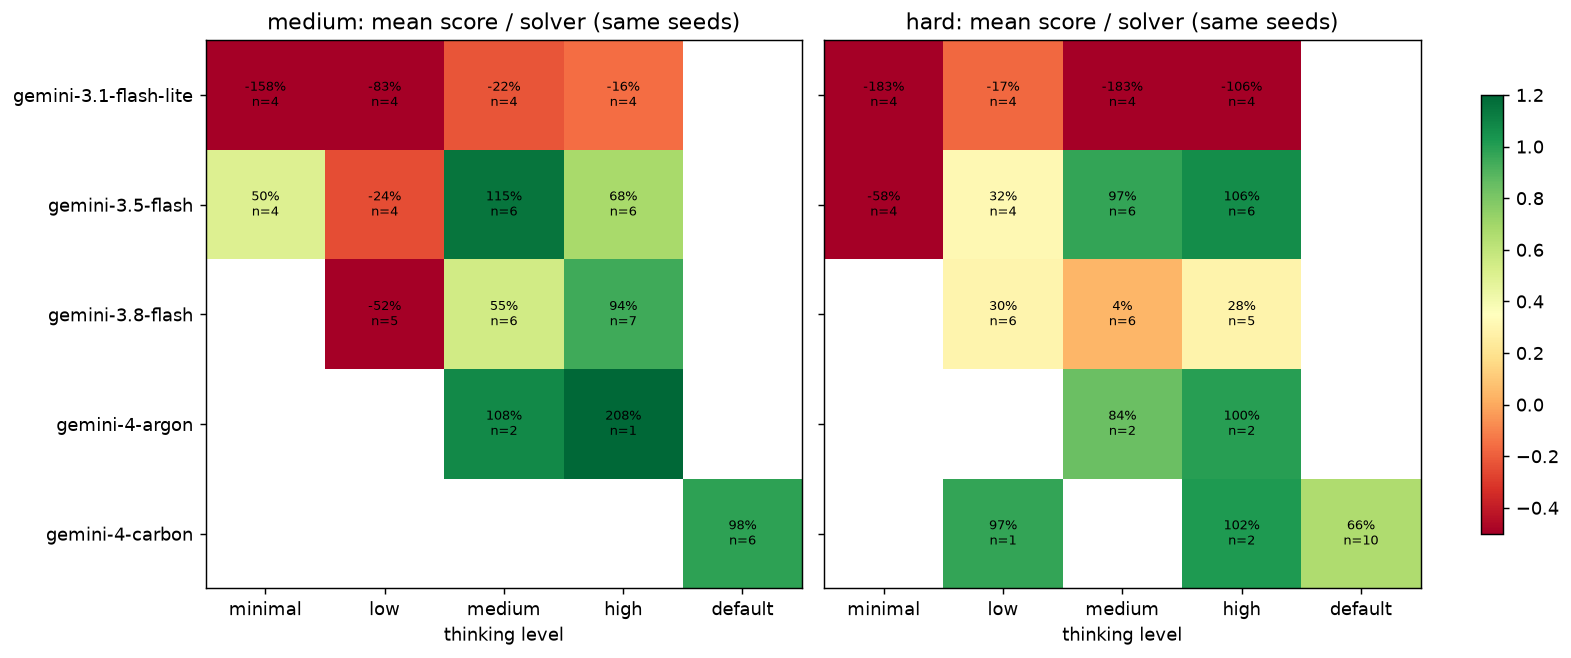 medium: mean score / solver (same seeds)
hard: mean score / solver (same seeds)
gemini-3.1-flash-lite
-158%
n=4
-83%
n=4
-22%
n=4
-16%
n=4
-183%
n=4
-17%
n=4
-183%
n=4
-106%
n=4
gemini-3.5-flash
50%
n=4
-24%
n=4
115%
n=6
68%
n=6
-58%
n=4
32%
n=4
97%
n=6
106%
n=6
gemini-3.8-flash
-52%
n=5
55%
n=6
94%
n=7
30%
n=6
4%
n=6
28%
n=5
gemini-4-argon
108%
n=2
208%
n=1
84%
n=2
100%
n=2
gemini-4-carbon
98%
n=6
97%
n=1
102%
n=2
66%
n=10
minimal low medium high default
thinking level
minimal low medium high default
thinking level
1.2
1.0
0.8
0.6
0.4
0.2
0.0
−0.2
−0.4